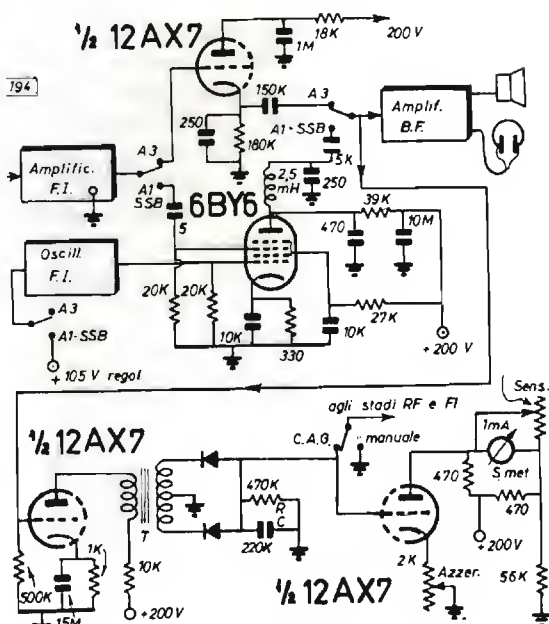 ½ 12AX7
18K
200 V
1M
194
150K
A3
A3
250
180K
A1-SSB
Amplif.
B.F.
Amplific.
F.I.
A1
SSB
5K
2,5
mH
250
6BY6
39K
5
470
10M
Oscill.
F.I.
20K
20K
A3
10K
330
10K
27K
+200 V
A1-SSB
+105 V regol.
agli stadi RF e FI
Sens.
½ 12AX7
C.A.G.
manuale
1mA
S.met
470K
R
C
220K
470
470
T
+200V
1K
10K
500K
15M
+200V
½ 12AX7
2K
Azzer.
56K